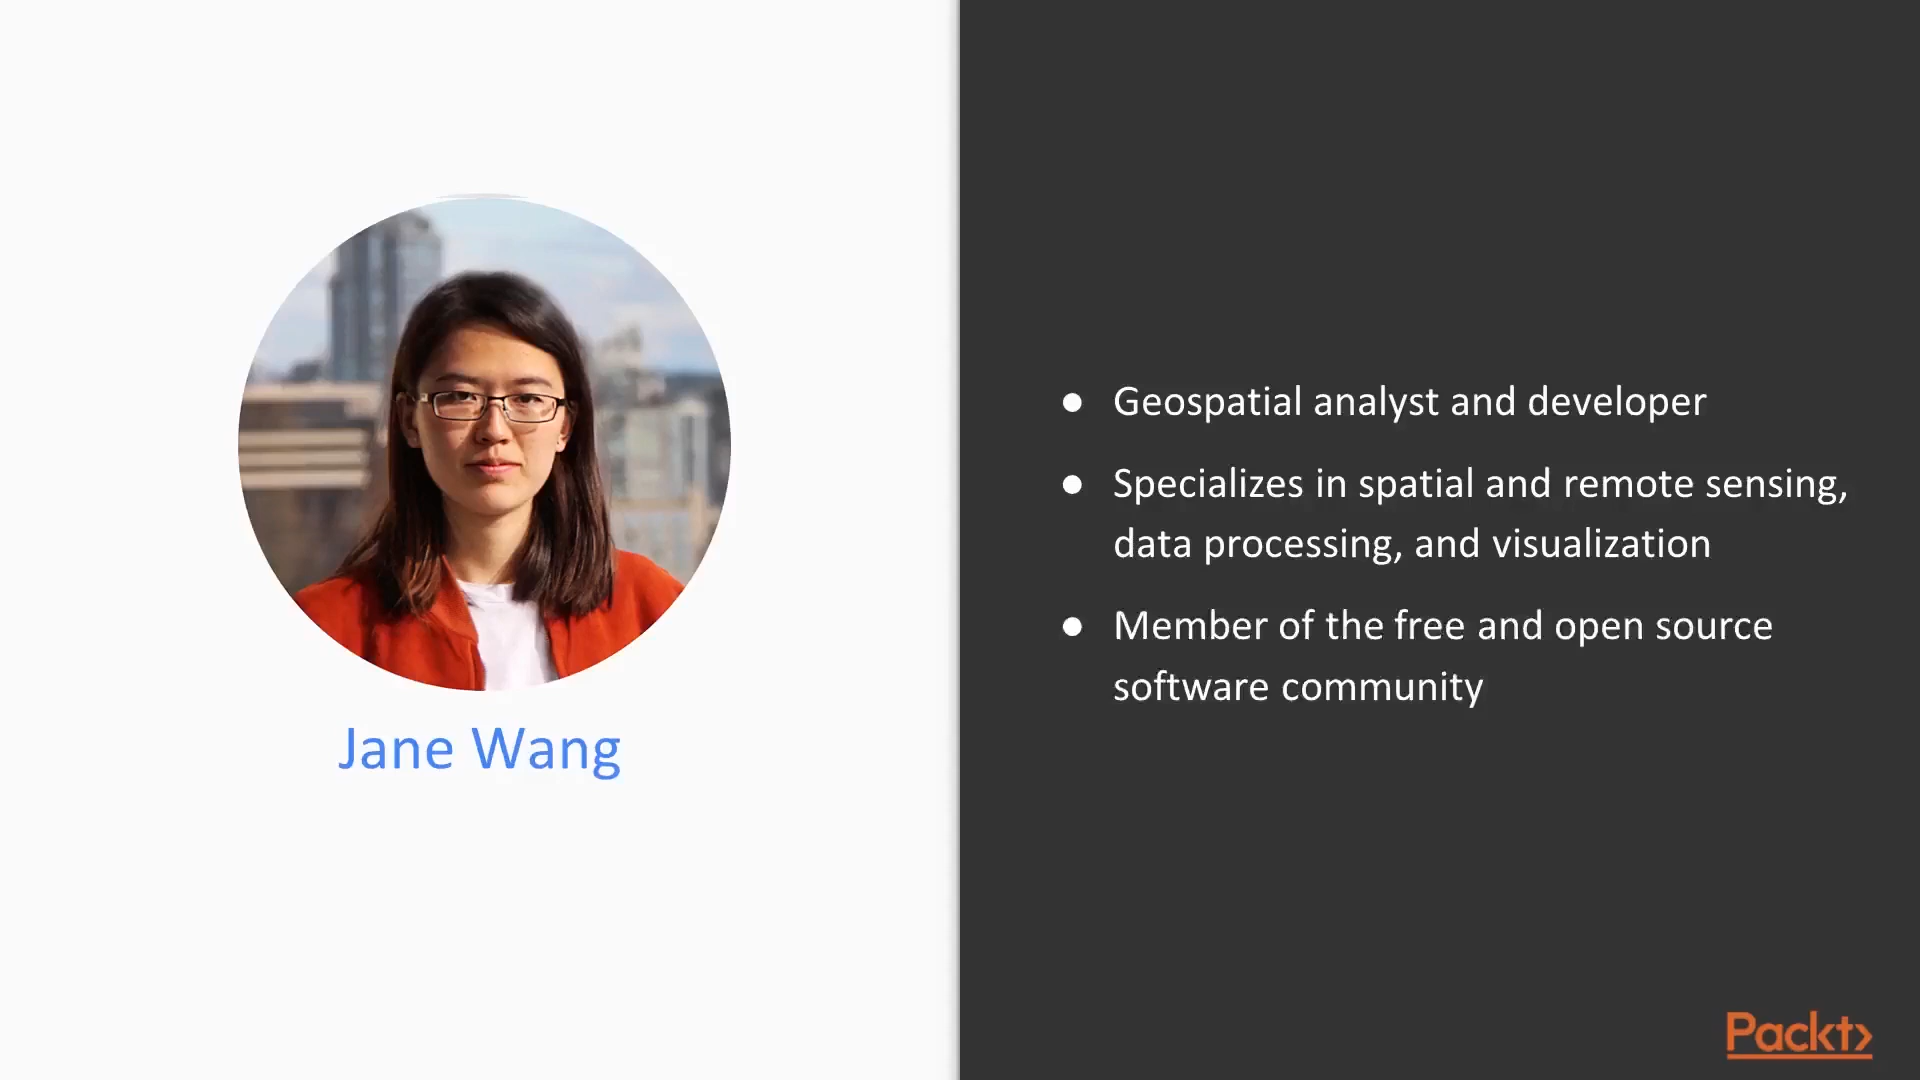 Jane Wang
● Geospatial analyst and developer
● Specializes in spatial and remote sensing,
data processing, and visualization
● Member of the free and open source
software community
Packt>